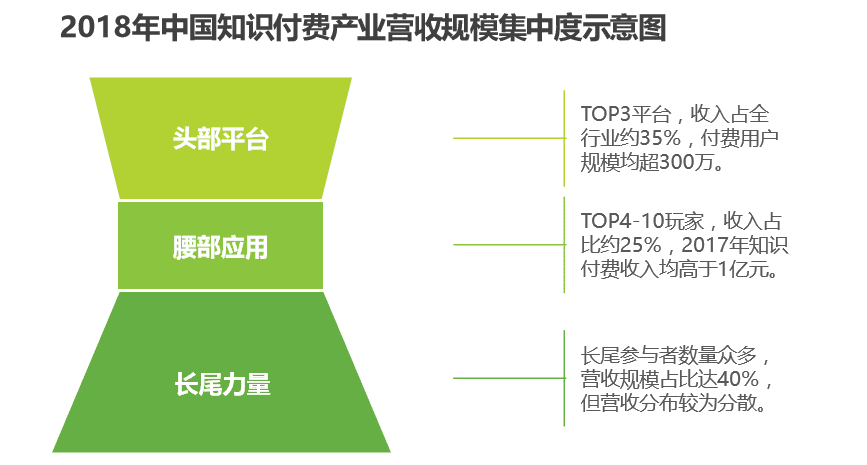 2018年中国知识付费产业营收规模集中度示意图
头部平台
TOP3平台，收入占全
行业约35%，付费用户
规模均超300万。
腰部应用
TOP4-10玩家，收入占
比约25%，2017年知识
付费收入均高于1亿元。
长尾力量
长尾参与者数量众多，
营收规模占比达40%，
但营收分布较为分散。